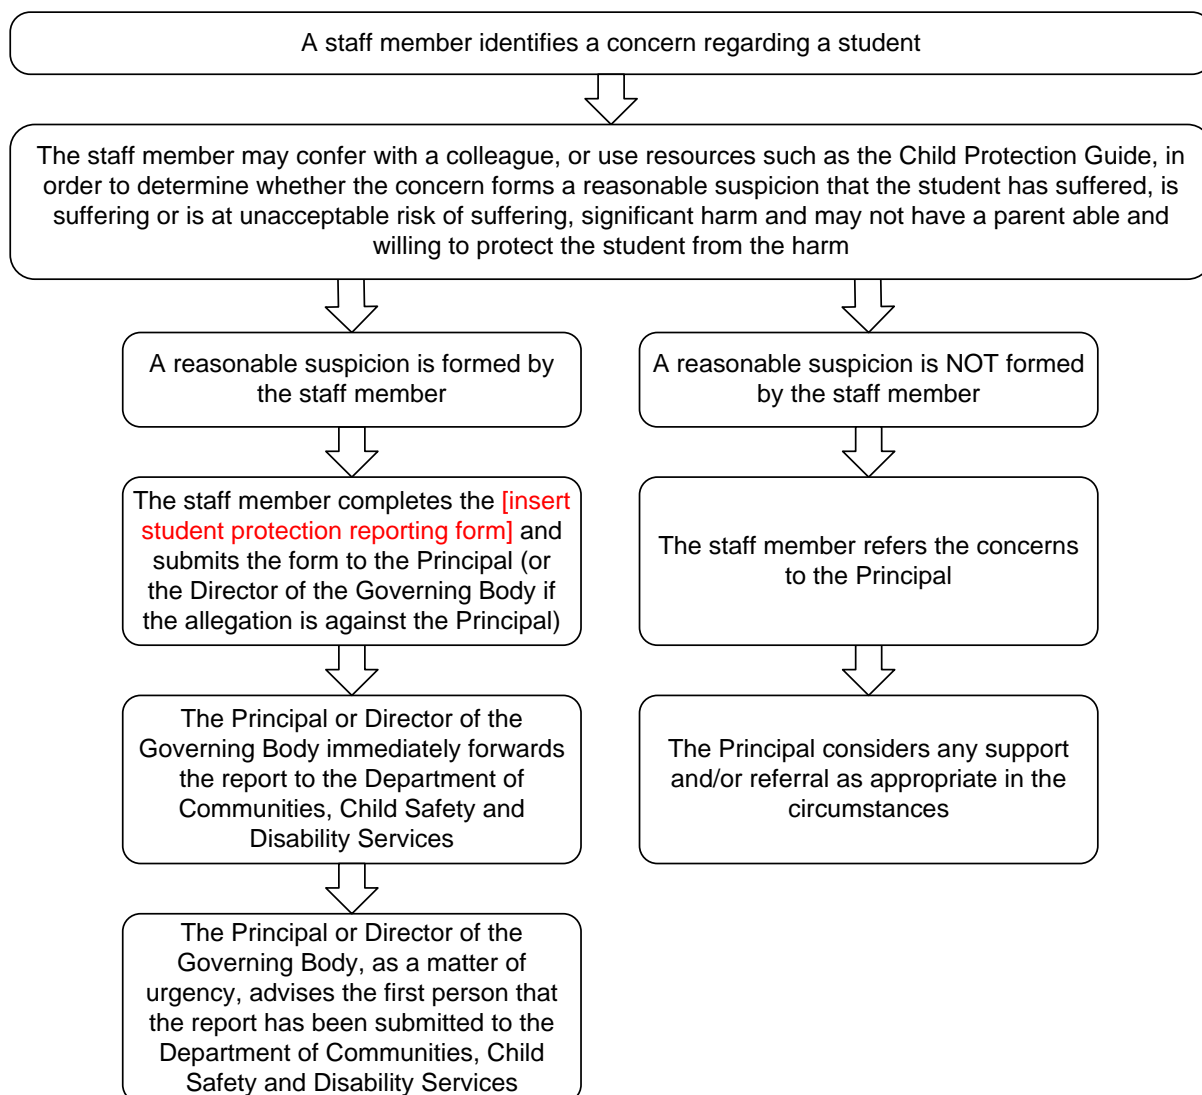 A staff member identifies a concern regarding a student
The staff member may confer with a colleague, or use resources such as the Child Protection Guide, in
order to determine whether the concern forms a reasonable suspicion that the student has suffered, is
suffering or is at unacceptable risk of suffering, significant harm and may not have a parent able and
willing to protect the student from the harm
A reasonable suspicion is formed by
the staff member
A reasonable suspicion is NOT formed
by the staff member
The staff member completes the [insert
student protection reporting form] and
submits the form to the Principal (or
the Director of the Governing Body if
the allegation is against the Principal)
The staff member refers the concerns
to the Principal
The Principal or Director of the
Governing Body immediately forwards
the report to the Department of
Communities, Child Safety and
Disability Services
The Principal considers any support
and/or referral as appropriate in the
circumstances
The Principal or Director of the
Governing Body, as a matter of
urgency, advises the first person that
the report has been submitted to the
Department of Communities, Child
Safety and Disability Services